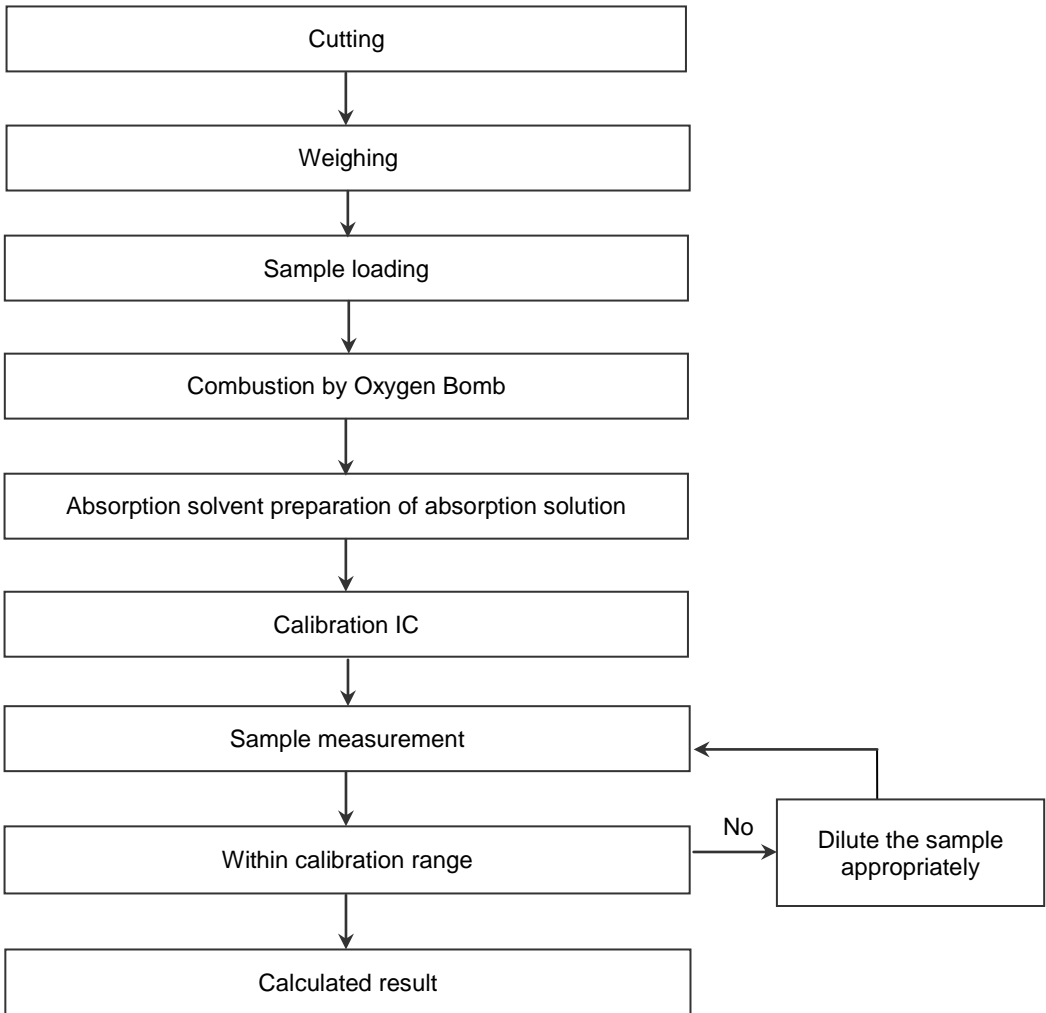 Cutting
Weighing
Sample loading
Combustion by Oxygen Bomb
Absorption solvent preparation of absorption solution
Calibration IC
Sample measurement
Within calibration range
No
Dilute the sample
appropriately
Calculated result